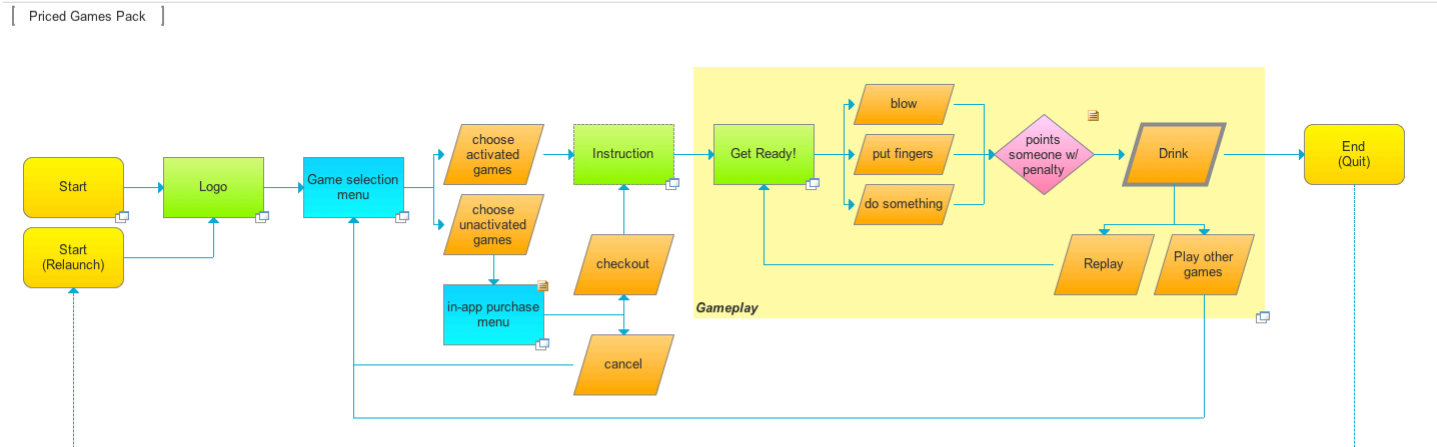 [ Priced Games Pack ]
Start
Start
(Relaunch)
Logo
Game selection
menu
choose
activated
games
choose
unactivated
games
in-app purchase
menu
Instruction
checkout
cancel
Get Ready!
blow
put fingers
do something
points
someone w/
penalty
Drink
Replay
Play other
games
Gameplay
End
(Quit)